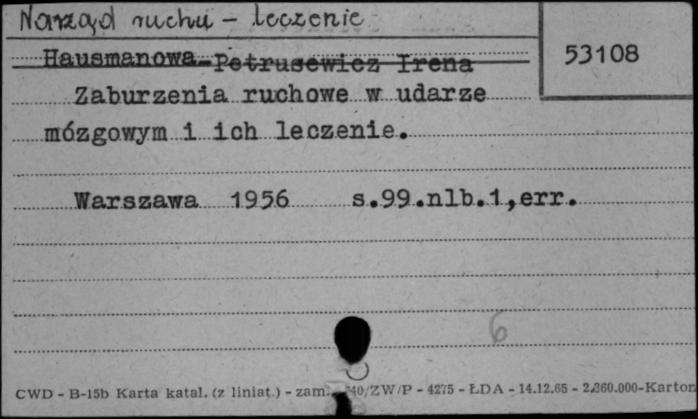 Narząd ruchu - leczenie
53108
Hausmanowa-Petrusewicz Irena
Zaburzenia ruchowe w udarze
mózgowym i ich leczenie.
Warszawa 1956 s.99.nlb.1,err.
6
CWD - B-15b Karta katal. (z liniat.) - zam. 40/ZW/P - 4275 - ŁDA - 14.12.65 - 2.360.000-Karton